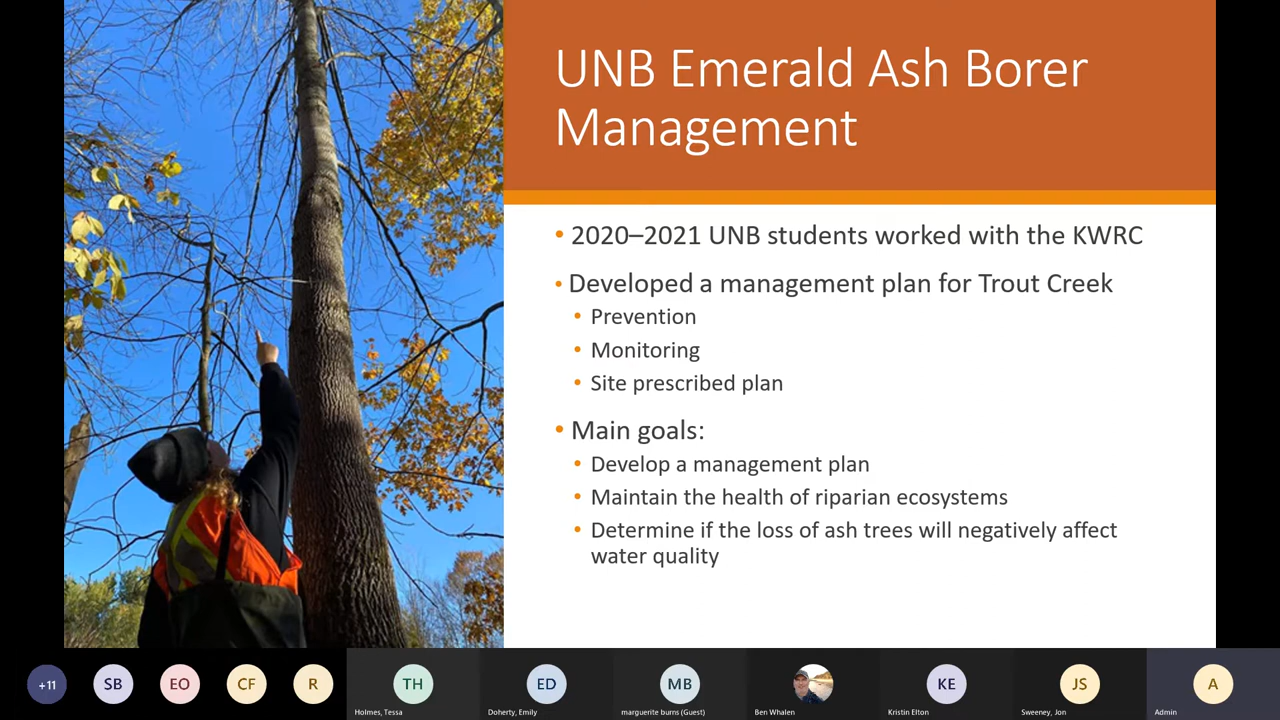 UNB Emerald Ash Borer
Management
• 2020–2021 UNB students worked with the KWRC
• Developed a management plan for Trout Creek
• Prevention
• Monitoring
• Site prescribed plan
• Main goals:
• Develop a management plan
• Maintain the health of riparian ecosystems
• Determine if the loss of ash trees will negatively affect
water quality
+11 SB EO CF R TH ED MB KE JS A
Holmes, Tessa Doherty, Emily marguerite burns (Guest) Ben Whalen Kristin Elton Sweeney, Jon Admin